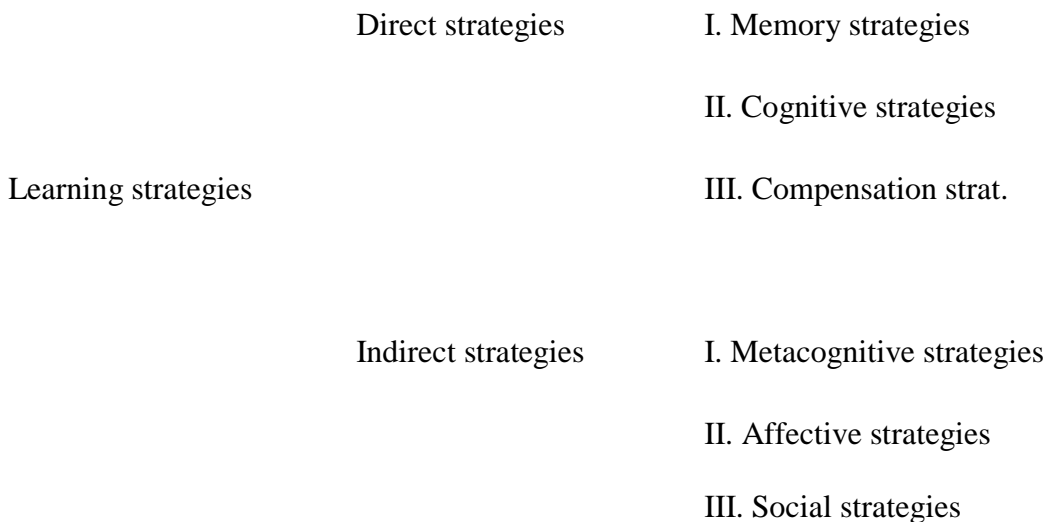 Direct strategies I. Memory strategies
II. Cognitive strategies
Learning strategies III. Compensation strat.
Indirect strategies I. Metacognitive strategies
II. Affective strategies
III. Social strategies